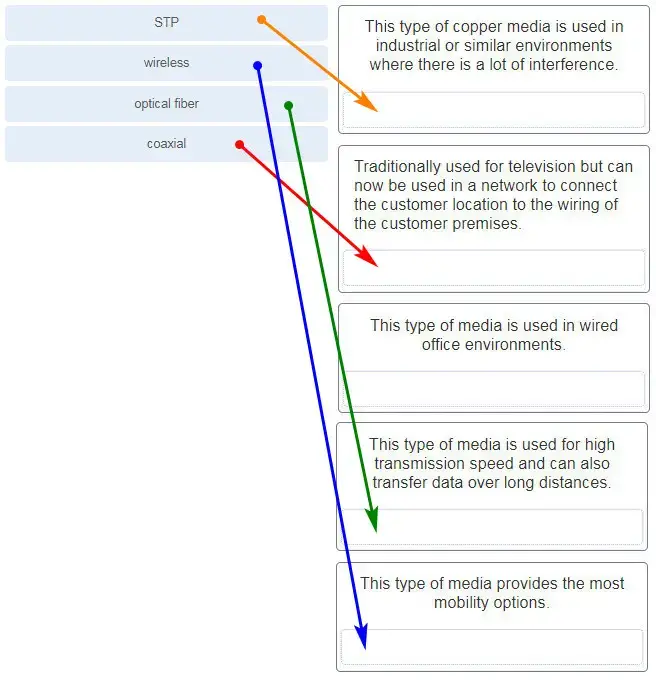 STP
wireless
optical fiber
coaxial
This type of copper media is used in
industrial or similar environments
where there is a lot of interference.
Traditionally used for television but can
now be used in a network to connect
the customer location to the wiring of
the customer premises.
This type of media is used in wired
office environments.
This type of media is used for high
transmission speed and can also
transfer data over long distances.
This type of media provides the most
mobility options.